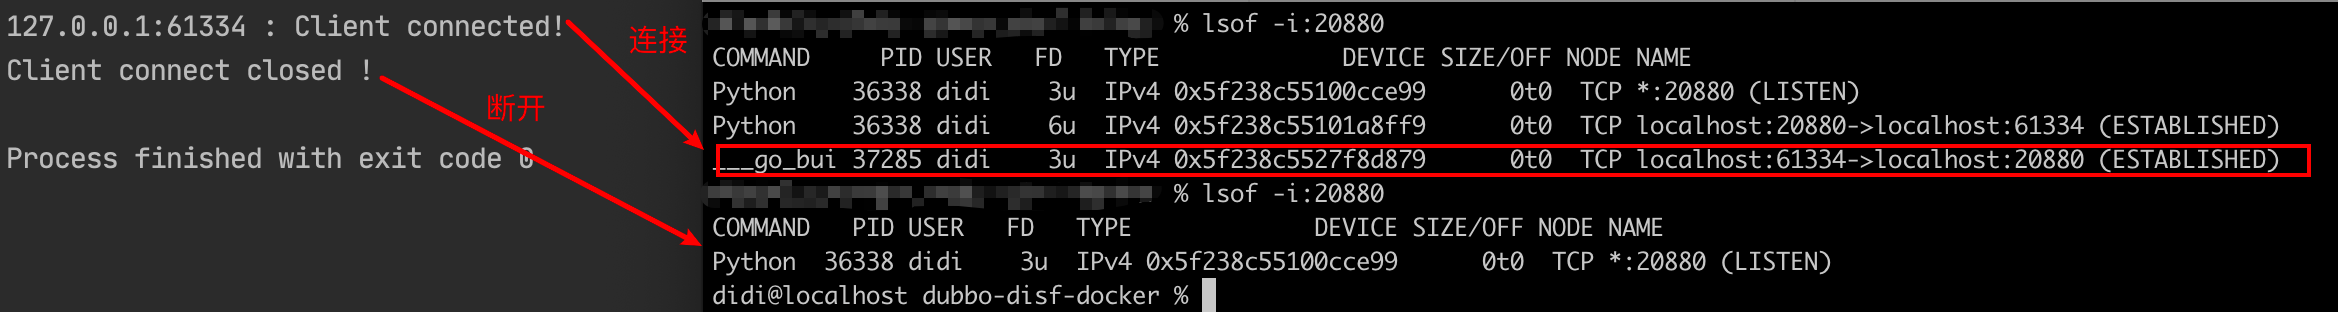 127.0.0.1:61334 : Client connected!
Client connect closed !
Process finished with exit code 0
连接
断开
% lsof -i:20880
COMMAND PID USER FD TYPE DEVICE SIZE/OFF NODE NAME
Python 36338 didi 3u IPv4 0x5f238c55100cce99 0t0 TCP *:20880 (LISTEN)
Python 36338 didi 6u IPv4 0x5f238c55101a8ff9 0t0 TCP localhost:20880->localhost:61334 (ESTABLISHED)
___go_bui 37285 didi 3u IPv4 0x5f238c5527f8d879 0t0 TCP localhost:61334->localhost:20880 (ESTABLISHED)
% lsof -i:20880
COMMAND PID USER FD TYPE DEVICE SIZE/OFF NODE NAME
Python 36338 didi 3u IPv4 0x5f238c55100cce99 0t0 TCP *:20880 (LISTEN)
didi@localhost dubbo-disf-docker %